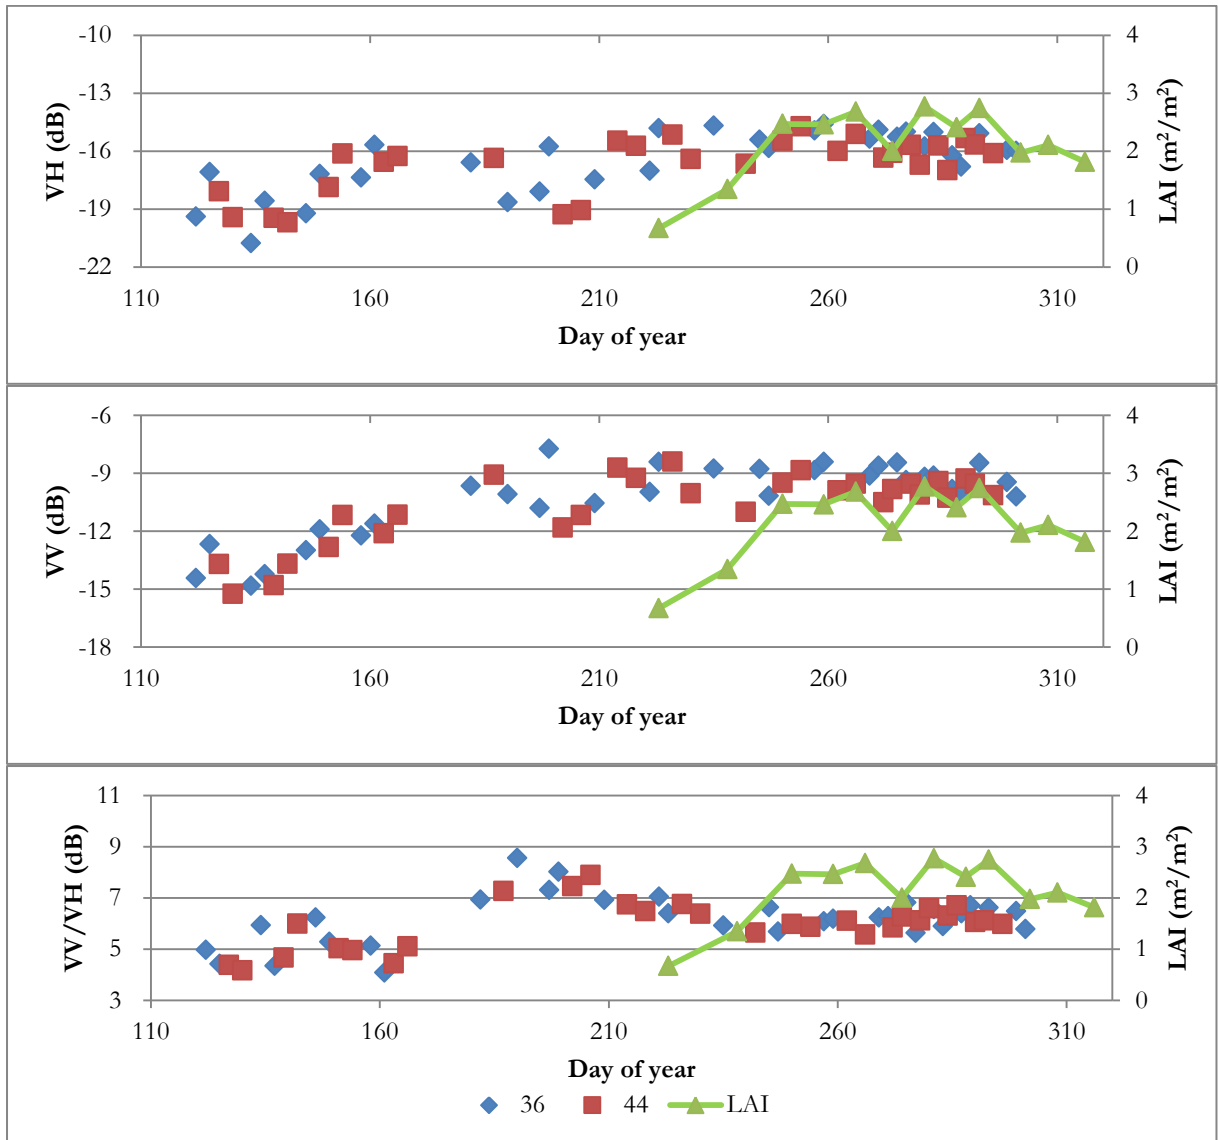 -10
-13
-16
-19
-22
VH (dB)
4
3
2
1
0
LAI (m²/m²)
110 160 210 260 310
Day of year
-6
-9
-12
-15
-18
VV (dB)
4
3
2
1
0
LAI (m²/m²)
110 160 210 260 310
Day of year
11
9
7
5
3
VV/VH (dB)
4
3
2
1
0
LAI (m²/m²)
110 160 210 260 310
Day of year
36 44 LAI